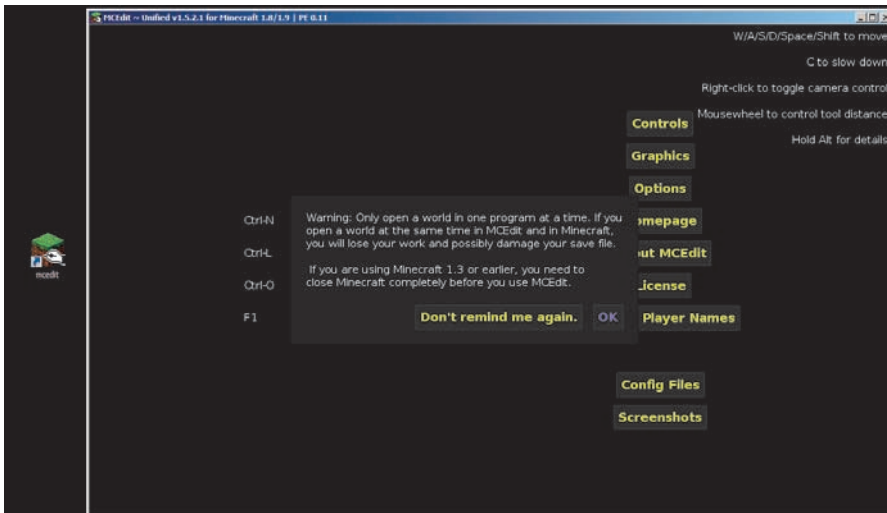 MCEdit ~ Unified v1.5.2.1 for Minecraft 1.8/1.9 | PE 0.11
W/A/S/D/Space/Shift to move
C to slow down
Right-click to toggle camera control
Mousewheel to control tool distance
Hold Alt for details
Controls
Graphics
Options
omepage
ut MCEdit
License
Player Names
Config Files
Screenshots
Ctrl-N
Ctrl-L
Ctrl-O
F1
Warning: Only open a world in one program at a time. If you
open a world at the same time in MCEdit and in Minecraft,
you will lose your work and possibly damage your save file.
If you are using Minecraft 1.3 or earlier, you need to
close Minecraft completely before you use MCEdit.
Don't remind me again.
OK
mcedit